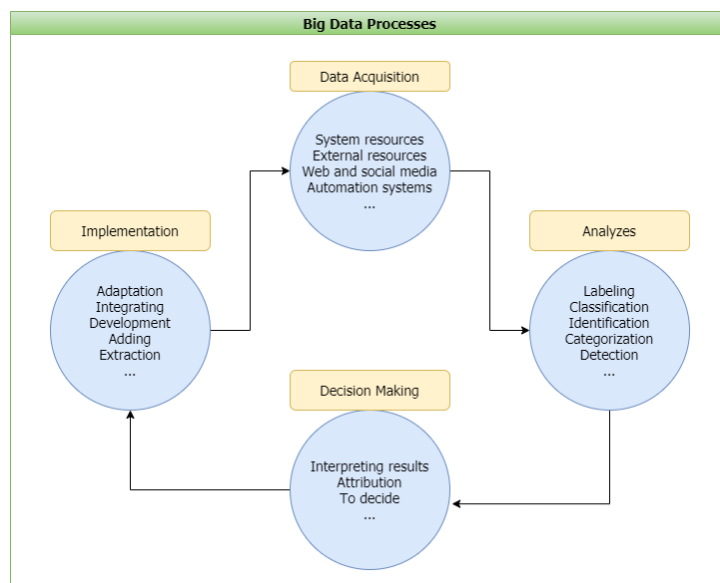 Big Data Processes
Data Acquisition
System resources
External resources
Web and social media
Automation systems
...
Implementation
Adaptation
Integrating
Development
Adding
Extraction
...
Analyzes
Labeling
Classification
Identification
Categorization
Detection
...
Decision Making
Interpreting results
Attribution
To decide
...